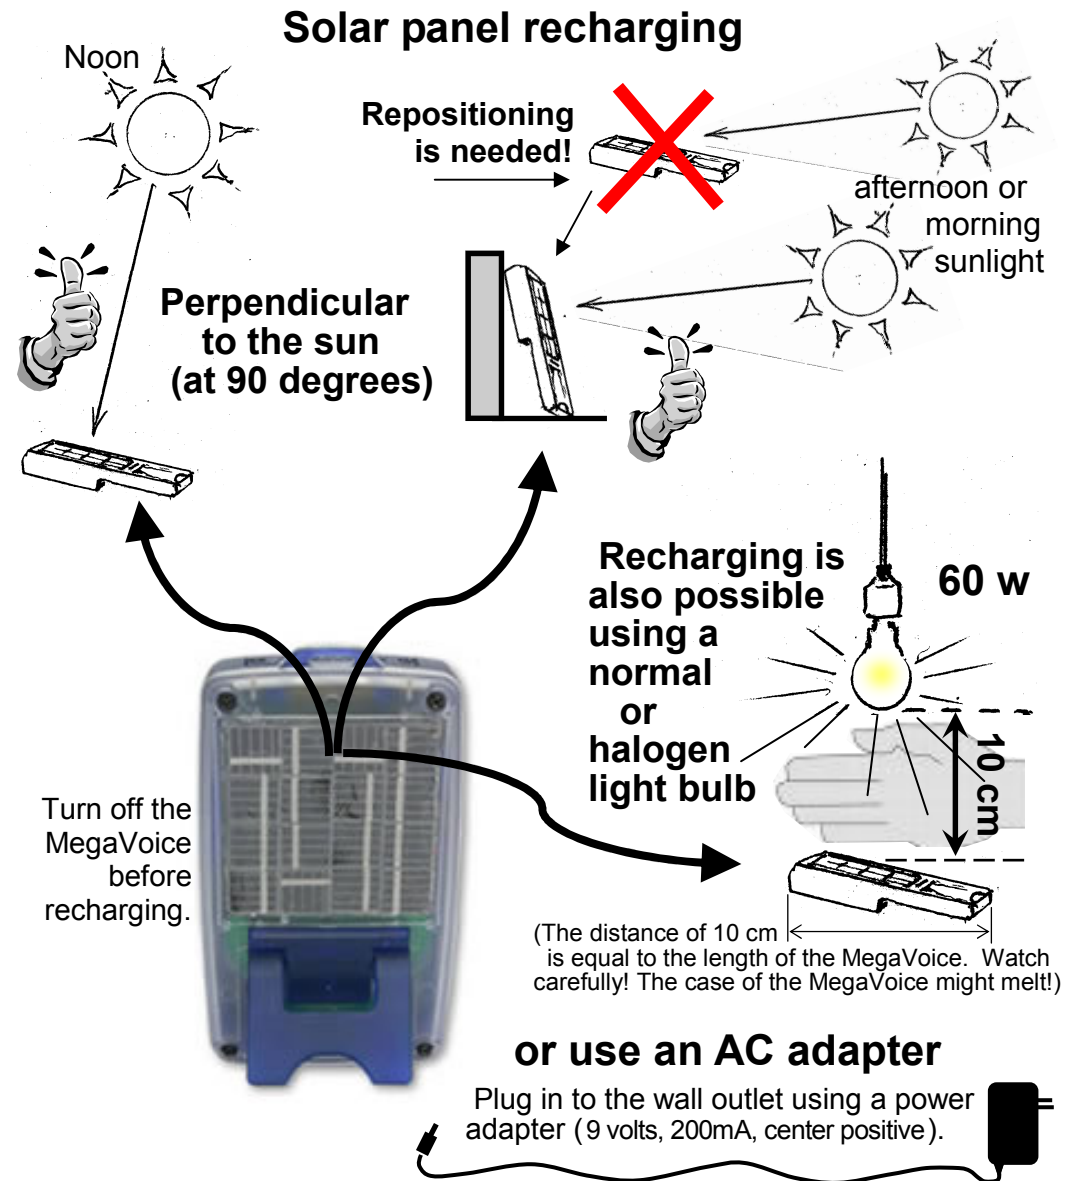 Solar panel recharging
Noon
Repositioning
is needed!
afternoon or
morning
sunlight
Perpendicular
to the sun
(at 90 degrees)
Recharging is
also possible
using a
normal
or
halogen
light bulb
60 w
10 cm
Turn off the
MegaVoice
before
recharging.
(The distance of 10 cm
is equal to the length of the MegaVoice. Watch
carefully! The case of the MegaVoice might melt!)
or use an AC adapter
Plug in to the wall outlet using a power
adapter (9 volts, 200mA, center positive).